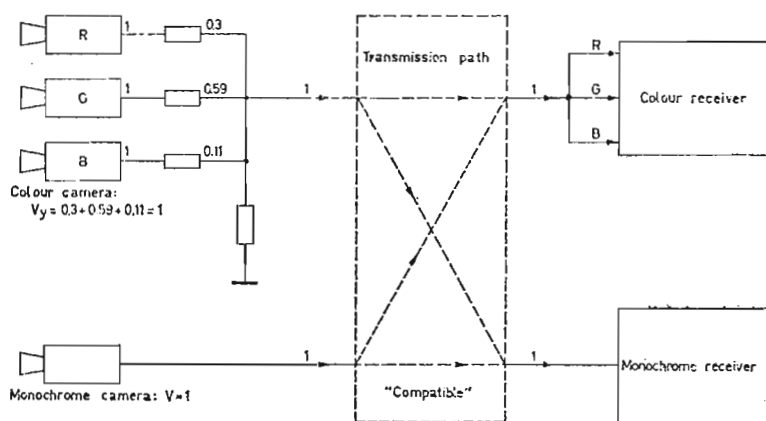 R 1 0.3
Transmission path
G 1 0.59 1 1
R
G
B
Colour receiver
B 1 0.11
Colour camera:
Vy = 0.3 + 0.59 + 0.11 = 1
1 1
Monochrome receiver
Monochrome camera: V=1
"Compatible"